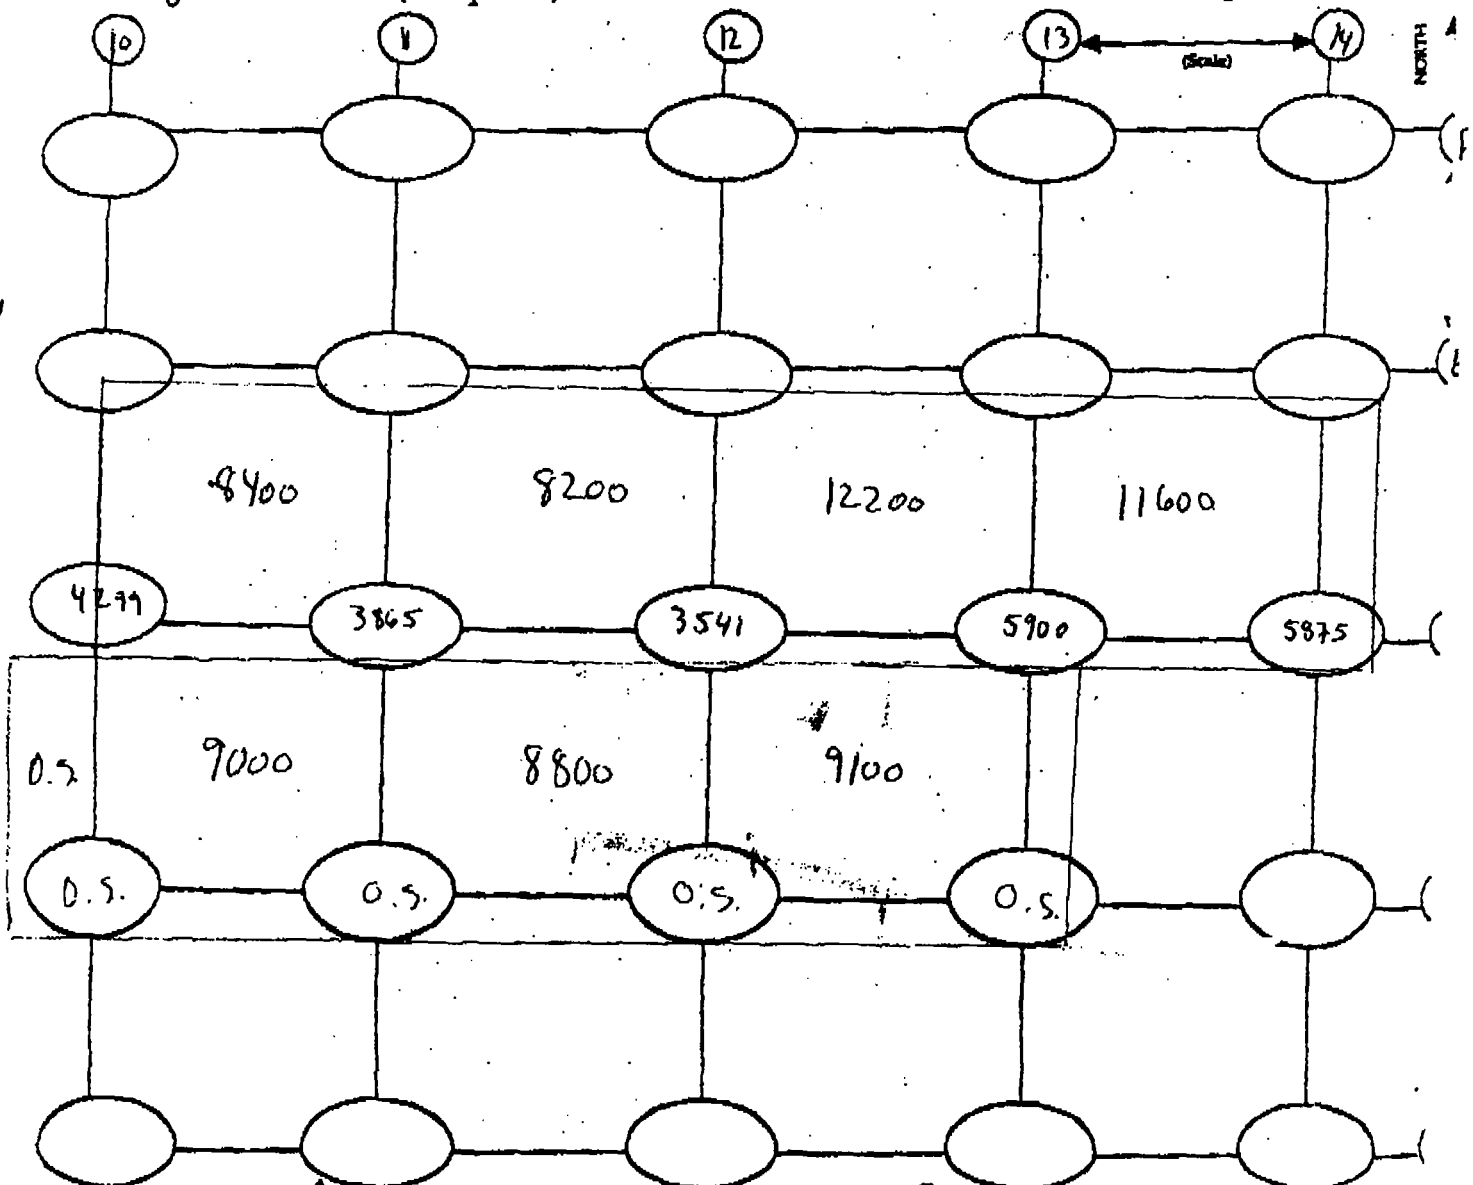 10 11 12 13 14
(Scale)
NORTH
8400 8200 12200 11600
4299 3865 3541 5900 5875
O.S. 9000 8800 9100
O.S. O.S. O.S. O.S.